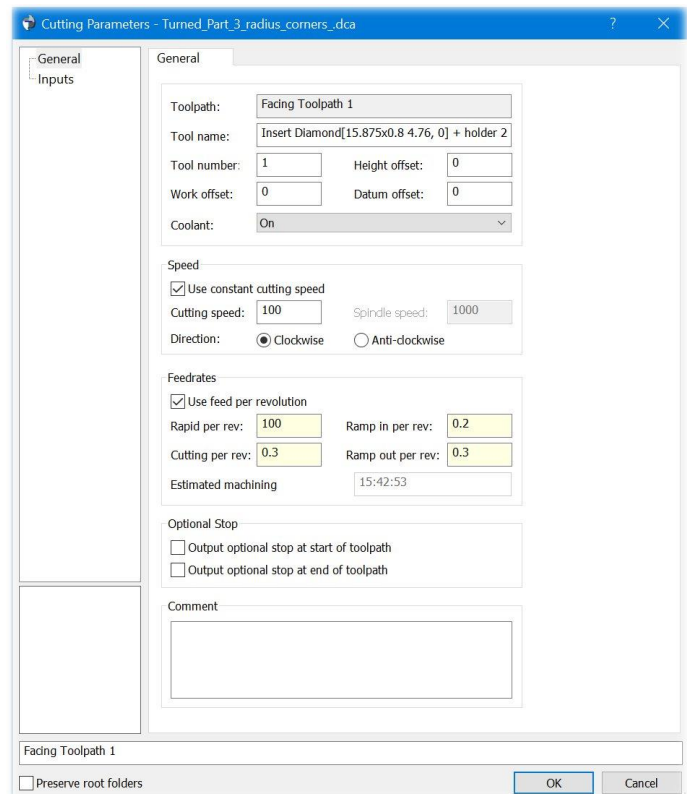 Cutting Parameters - Turned_Part_3_radius_corners_.dca ?
General
Inputs
General
Toolpath: Facing Toolpath 1
Tool name: Insert Diamond[15.875x0.8 4.76, 0] + holder 2
Tool number: 1 Height offset: 0
Work offset: 0 Datum offset: 0
Coolant: On
Speed
Use constant cutting speed
Cutting speed: 100 Spindle speed: 1000
Direction: Clockwise Anti-clockwise
Feedrates
Use feed per revolution
Rapid per rev: 100 Ramp in per rev: 0.2
Cutting per rev: 0.3 Ramp out per rev: 0.3
Estimated machining 15:42:53
Optional Stop
Output optional stop at start of toolpath
Output optional stop at end of toolpath
Comment
Facing Toolpath 1
Preserve root folders OK Cancel